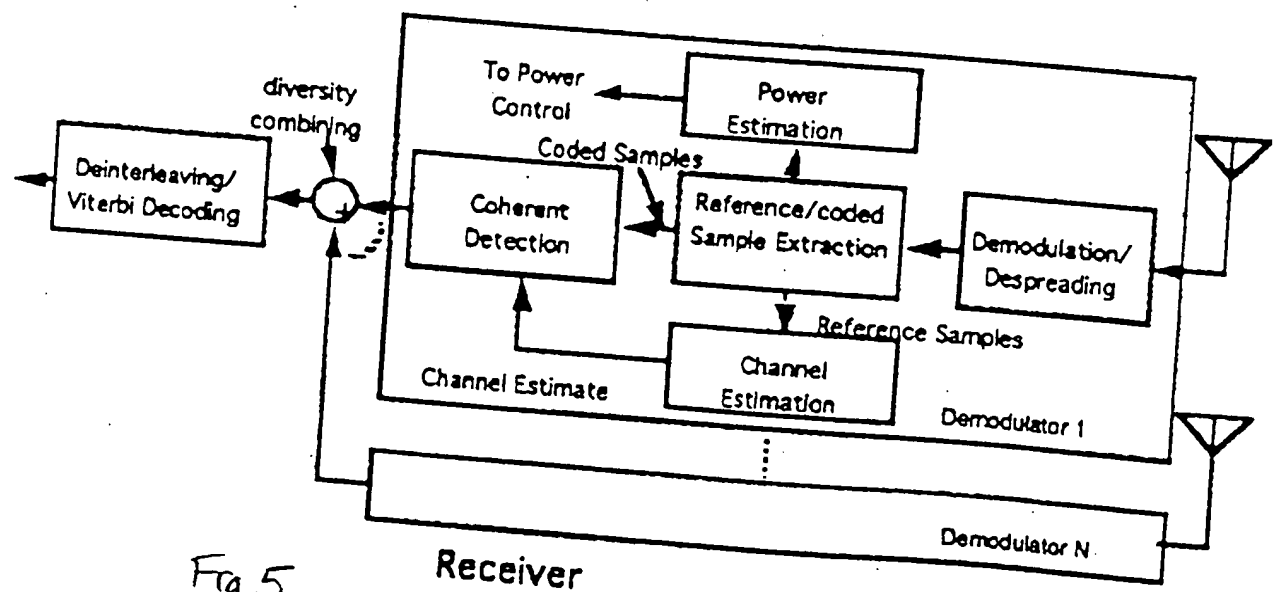 To Power
Control
Power
Estimation
diversity
combining
Coded Samples
Deinterleaving/
Viterbi Decoding
+
Coherent
Detection
Reference/coded
Sample Extraction
Demodulation/
Despreading
Reference Samples
Channel Estimate
Channel
Estimation
Demodulator 1
Demodulator N
Fig 5
Receiver